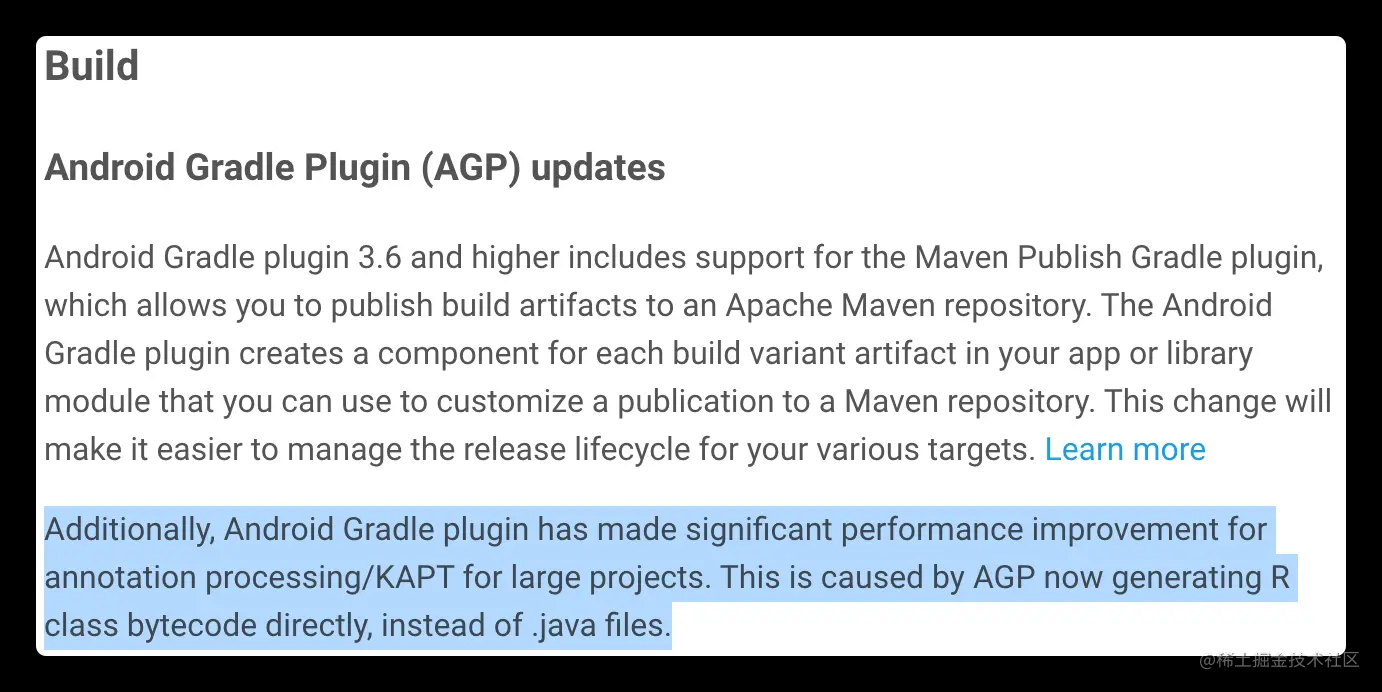 Build
Android Gradle Plugin (AGP) updates
Android Gradle plugin 3.6 and higher includes support for the Maven Publish Gradle plugin,
which allows you to publish build artifacts to an Apache Maven repository. The Android
Gradle plugin creates a component for each build variant artifact in your app or library
module that you can use to customize a publication to a Maven repository. This change will
make it easier to manage the release lifecycle for your various targets. Learn more
Additionally, Android Gradle plugin has made significant performance improvement for
annotation processing/KAPT for large projects. This is caused by AGP now generating R
class bytecode directly, instead of .java files.
@稀土掘金技术社区